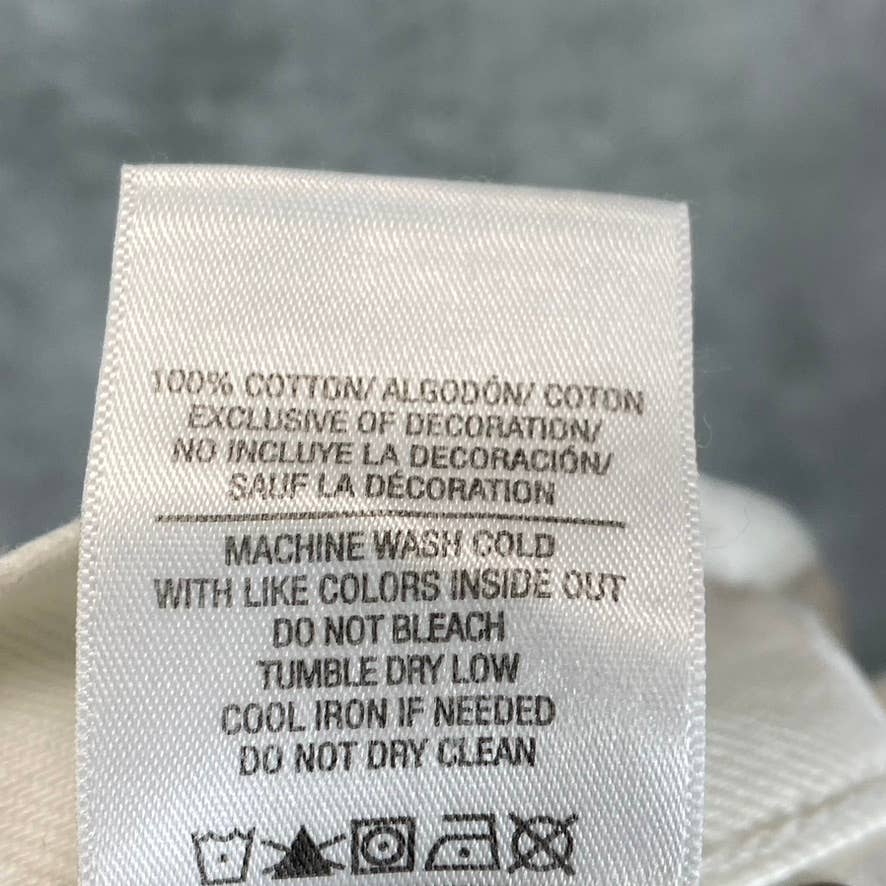 100% COTTON/ ALGODÓN/ COTON
EXCLUSIVE OF DECORATION/
NO INCLUYE LA DECORACIÓN/
SAUF LA DÉCORATION
MACHINE WASH COLD
WITH LIKE COLORS INSIDE OUT
DO NOT BLEACH
TUMBLE DRY LOW
COOL IRON IF NEEDED
DO NOT DRY CLEAN